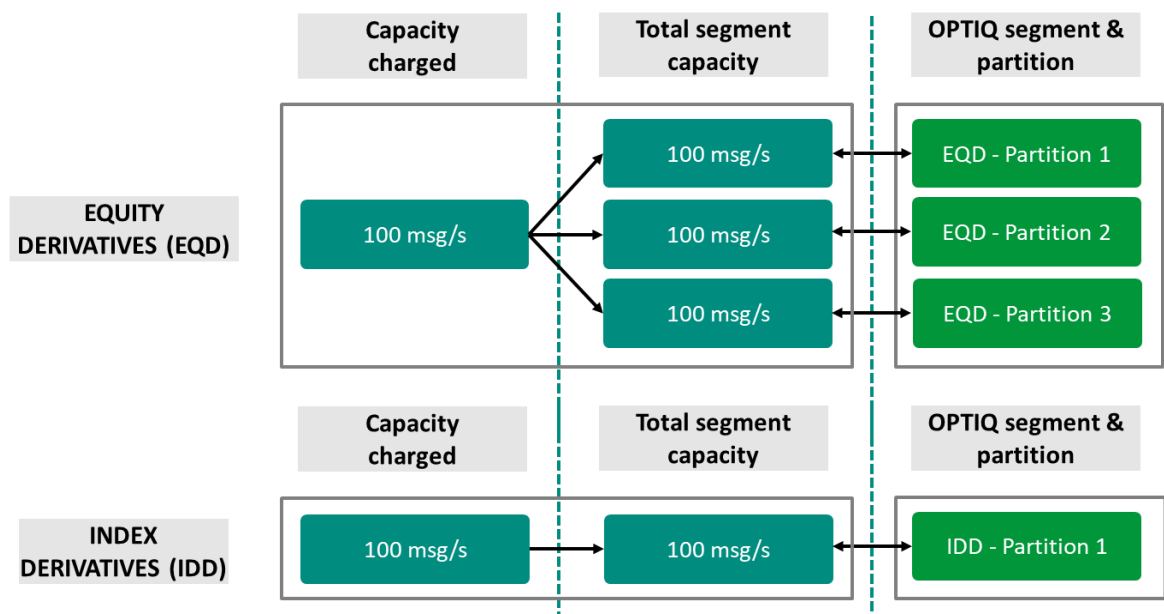 Capacity
charged
Total segment
capacity
OPTIQ segment &
partition
EQUITY
DERIVATIVES (EQD)
100 msg/s
100 msg/s
EQD - Partition 1
100 msg/s
EQD - Partition 2
100 msg/s
EQD - Partition 3
Capacity
charged
Total segment
capacity
OPTIQ segment &
partition
INDEX
DERIVATIVES (IDD)
100 msg/s
100 msg/s
IDD - Partition 1